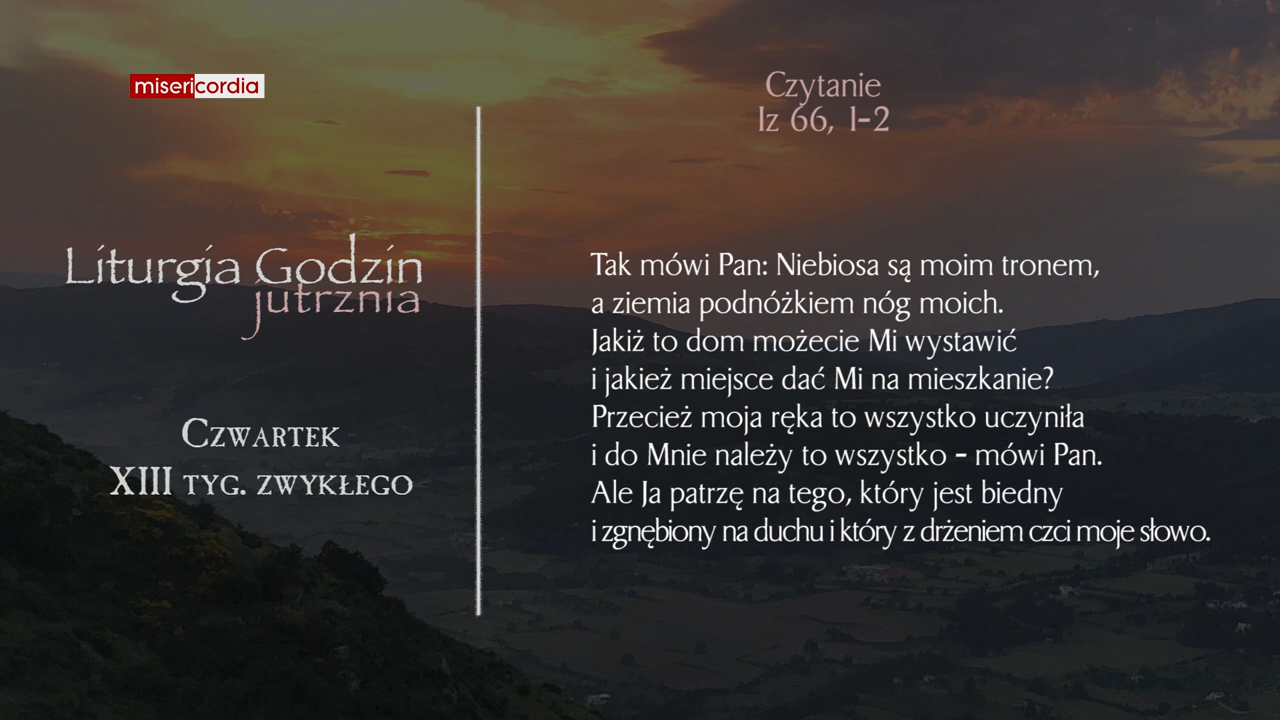 misericordia
Liturgia Godzin
jutrznia
Czwartek
XIII tyg. zwykłego
Czytanie
Iz 66, 1-2
Tak mówi Pan: Niebiosa są moim tronem,
a ziemia podnóżkiem nóg moich.
Jakiż to dom możecie Mi wystawić
i jakież miejsce dać Mi na mieszkanie?
Przecież moja ręka to wszystko uczyniła
i do Mnie należy to wszystko - mówi Pan.
Ale Ja patrzę na tego, który jest biedny
i zgnębiony na duchu i który z drżeniem czci moje słowo.